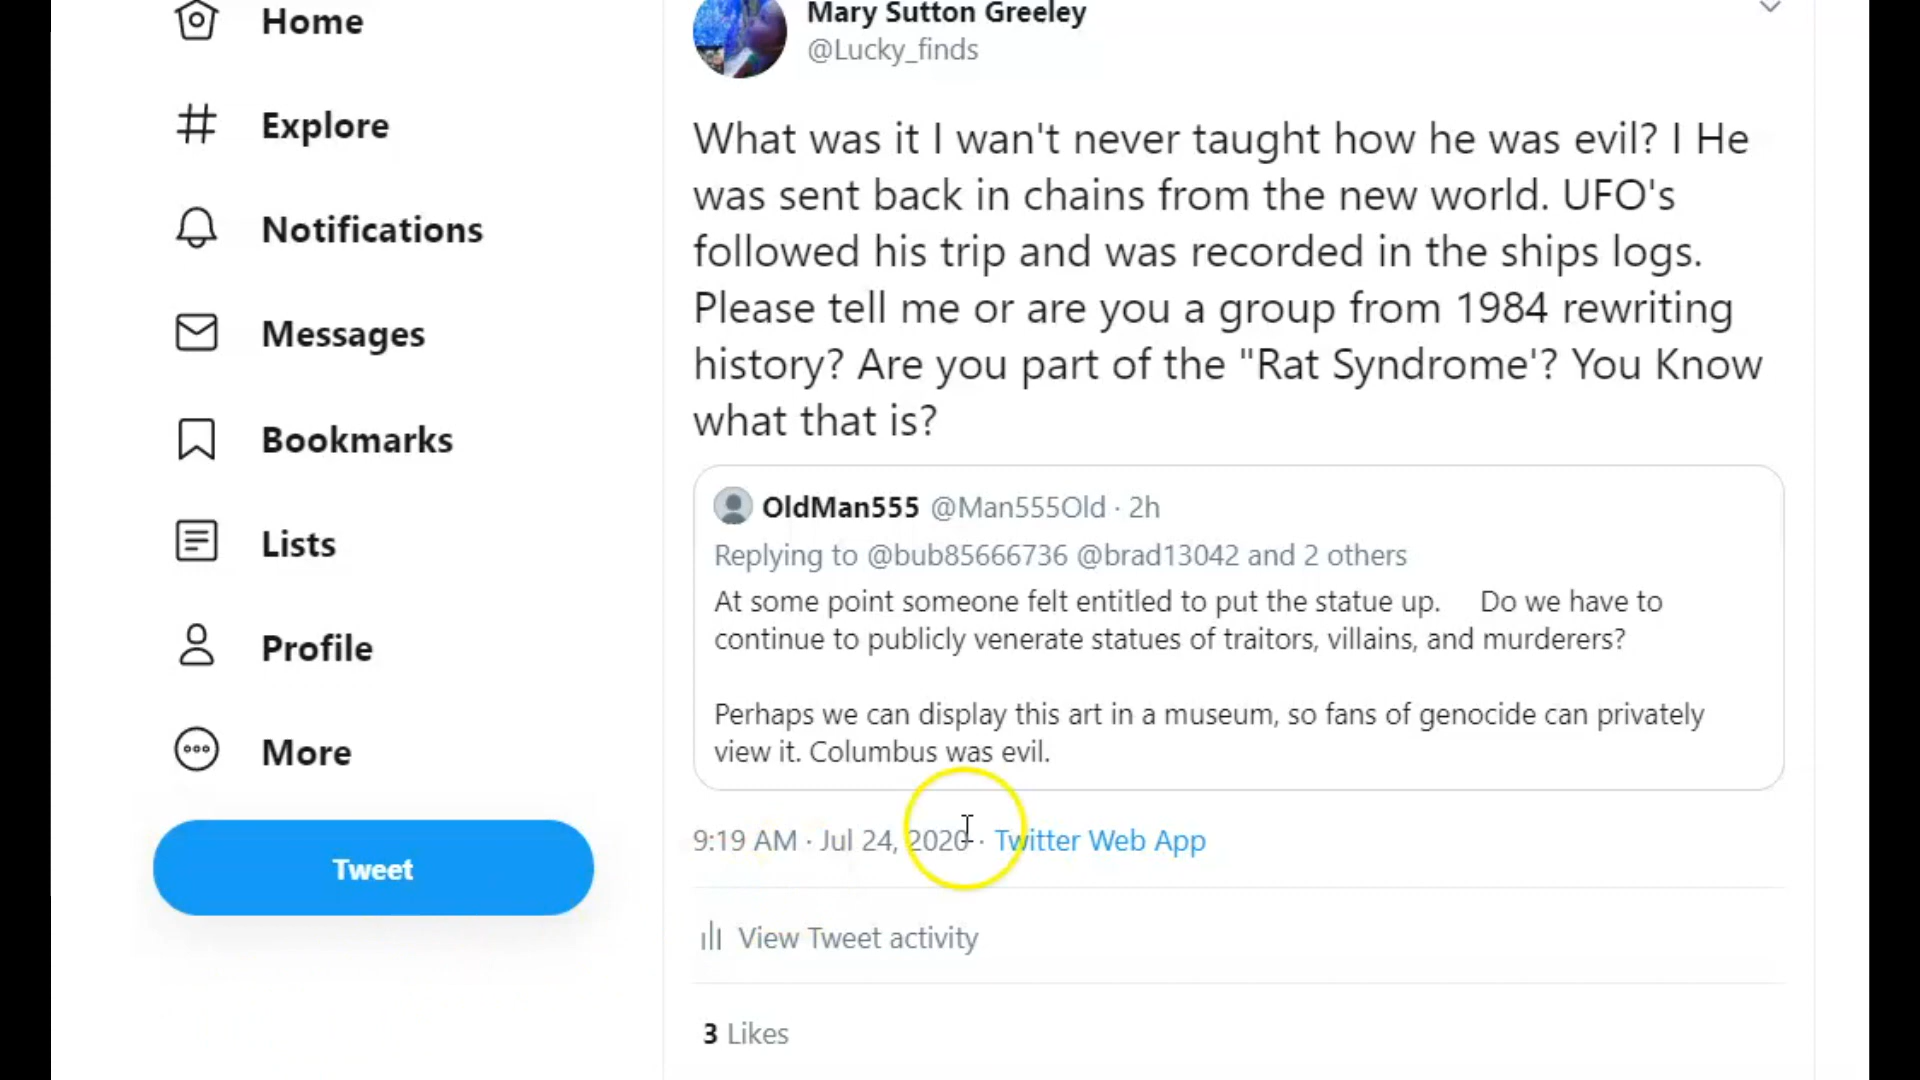 Home
Explore
Notifications
Messages
Bookmarks
Lists
Profile
More
Tweet
Mary Sutton Greeley
@Lucky_finds
What was it I wan't never taught how he was evil? I He
was sent back in chains from the new world. UFO's
followed his trip and was recorded in the ships logs.
Please tell me or are you a group from 1984 rewriting
history? Are you part of the "Rat Syndrome'? You Know
what that is?
OldMan555 @Man555Old · 2h
Replying to @bub85666736 @brad13042 and 2 others
At some point someone felt entitled to put the statue up. Do we have to
continue to publicly venerate statues of traitors, villains, and murderers?
Perhaps we can display this art in a museum, so fans of genocide can privately
view it. Columbus was evil.
9:19 AM · Jul 24, 2020 · Twitter Web App
View Tweet activity
3 Likes